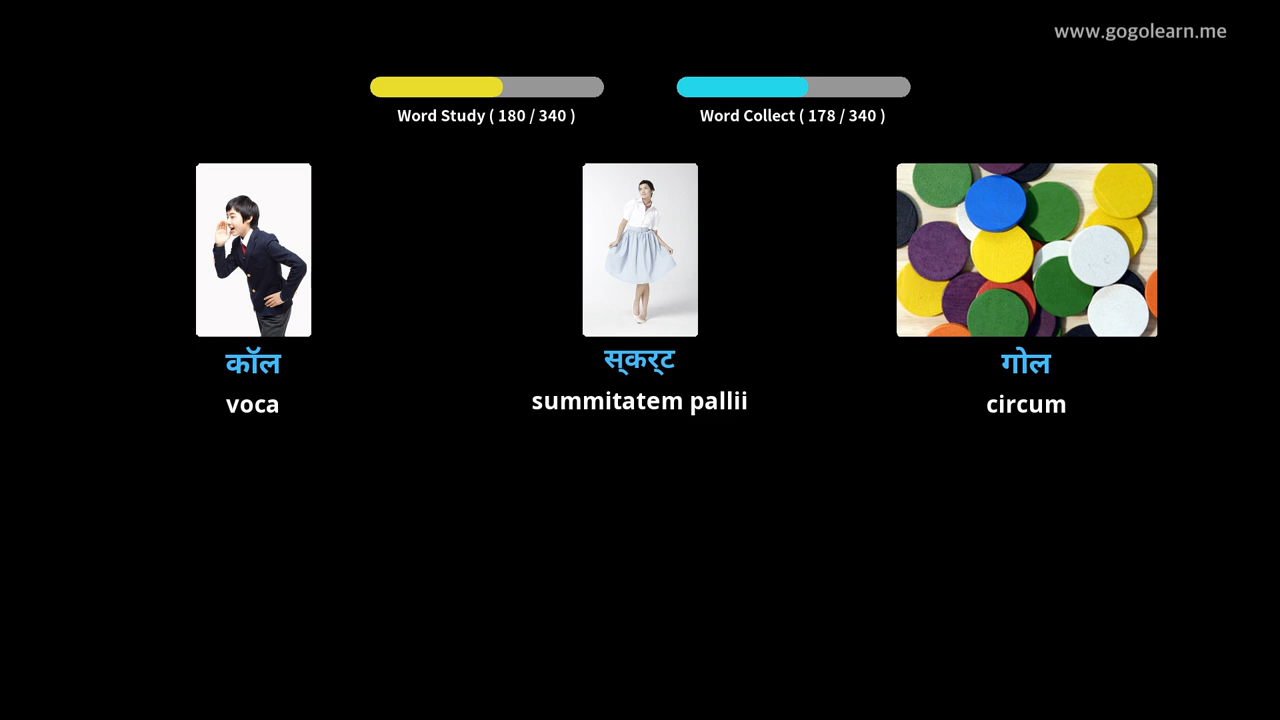 www.gogolearn.me
Word Study ( 180 / 340 )
Word Collect ( 178 / 340 )
कॉल
स्कर्ट
गोल
voca
summitatem pallii
circum